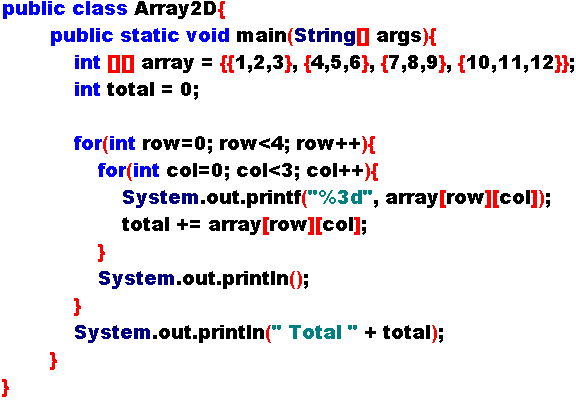 public class Array2D{
public static void main(String[] args){
int [][] array = {{1,2,3}, {4,5,6}, {7,8,9}, {10,11,12}};
int total = 0;
for(int row=0; row<4; row++){
for(int col=0; col<3; col++){
System.out.printf("%3d", array[row][col]);
total += array[row][col];
}
System.out.println();
}
System.out.println(" Total " + total);
}
}